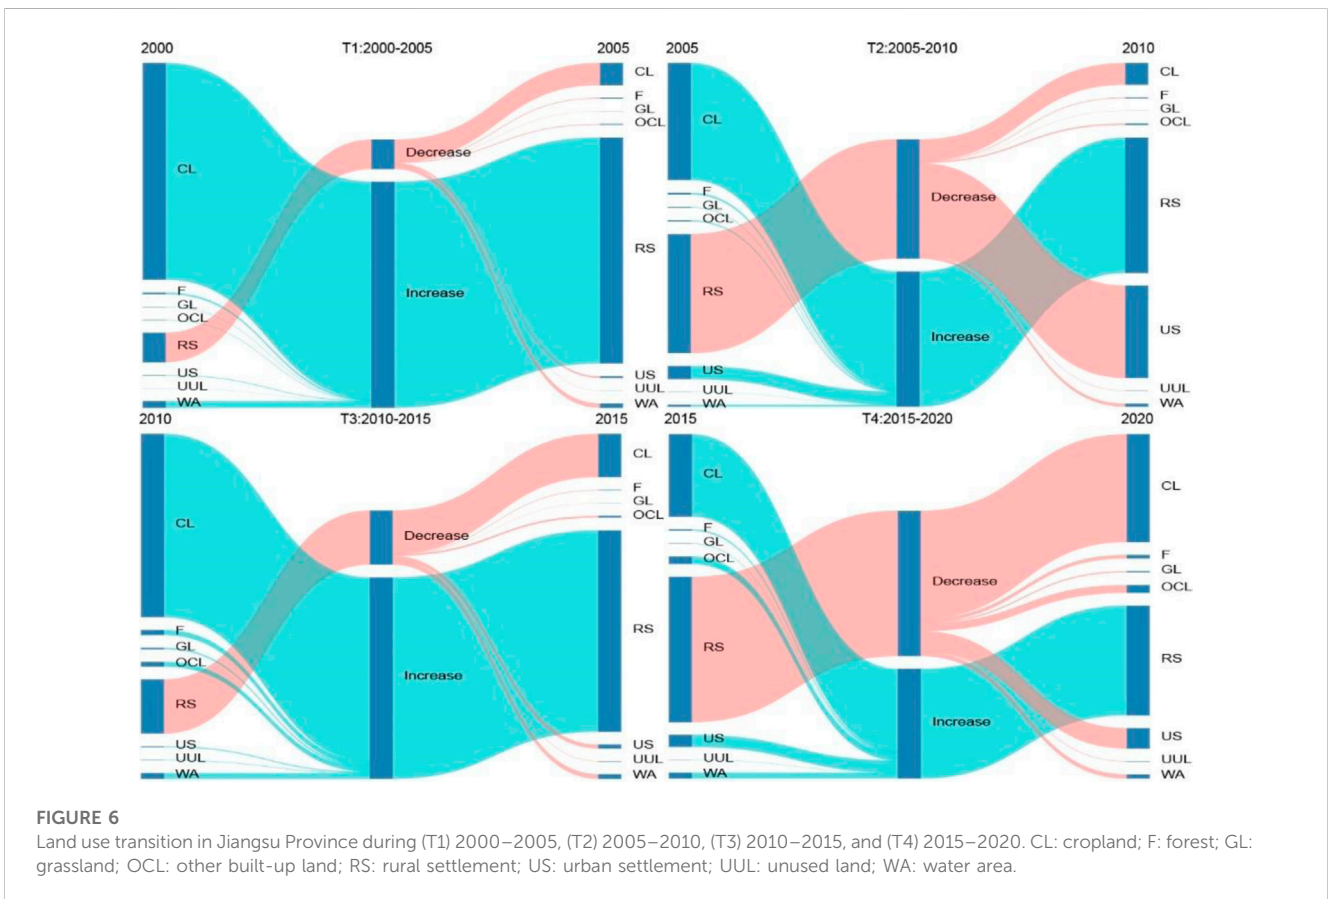 2000 T1:2000-2005 2005
CL
F
GL
OCL
RS
US
UUL
WA
Decrease
Increase
CL
F
GL
OCL
RS
US
UUL
WA
2005 T2:2005-2010 2010
CL
F
GL
OCL
RS
US
UUL
WA
Decrease
Increase
CL
F
GL
OCL
RS
US
UUL
WA
2010 T3:2010-2015 2015
CL
F
GL
OCL
RS
US
UUL
WA
Decrease
Increase
CL
F
GL
OCL
RS
US
UUL
WA
2015 T4:2015-2020 2020
CL
F
GL
OCL
RS
US
UUL
WA
Decrease
Increase
CL
F
GL
OCL
RS
US
UUL
WA
FIGURE 6
Land use transition in Jiangsu Province during (T1) 2000–2005, (T2) 2005–2010, (T3) 2010–2015, and (T4) 2015–2020. CL: cropland; F: forest; GL:
grassland; OCL: other built-up land; RS: rural settlement; US: urban settlement; UUL: unused land; WA: water area.